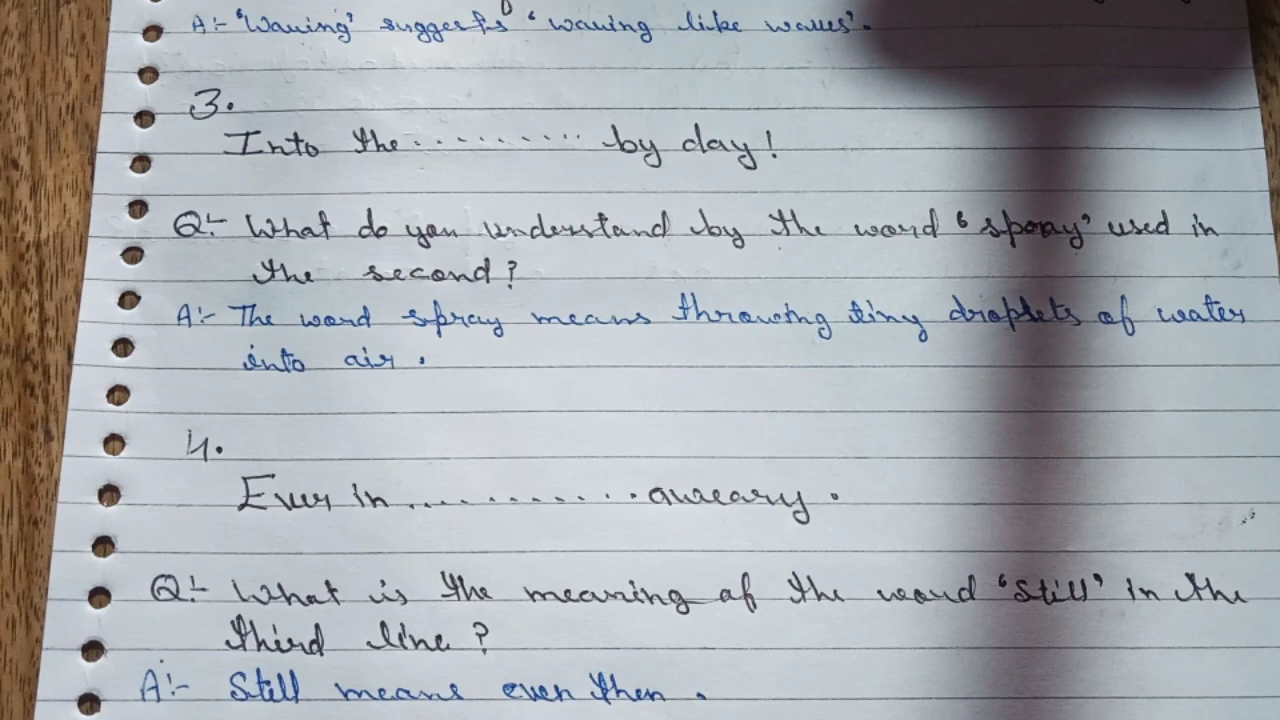 A:- 'Waving' suggests 'waving like waves'.
3.
Into the .......... by day!
Q:- What do you understand by the word 'spray' used in
the second?
A:- The word spray means throwing tiny droplets of water
into air.
4.
Ever in ........... aweary.
Q:- What is the meaning of the word 'still' in the
third line?
A:- Still means even then.